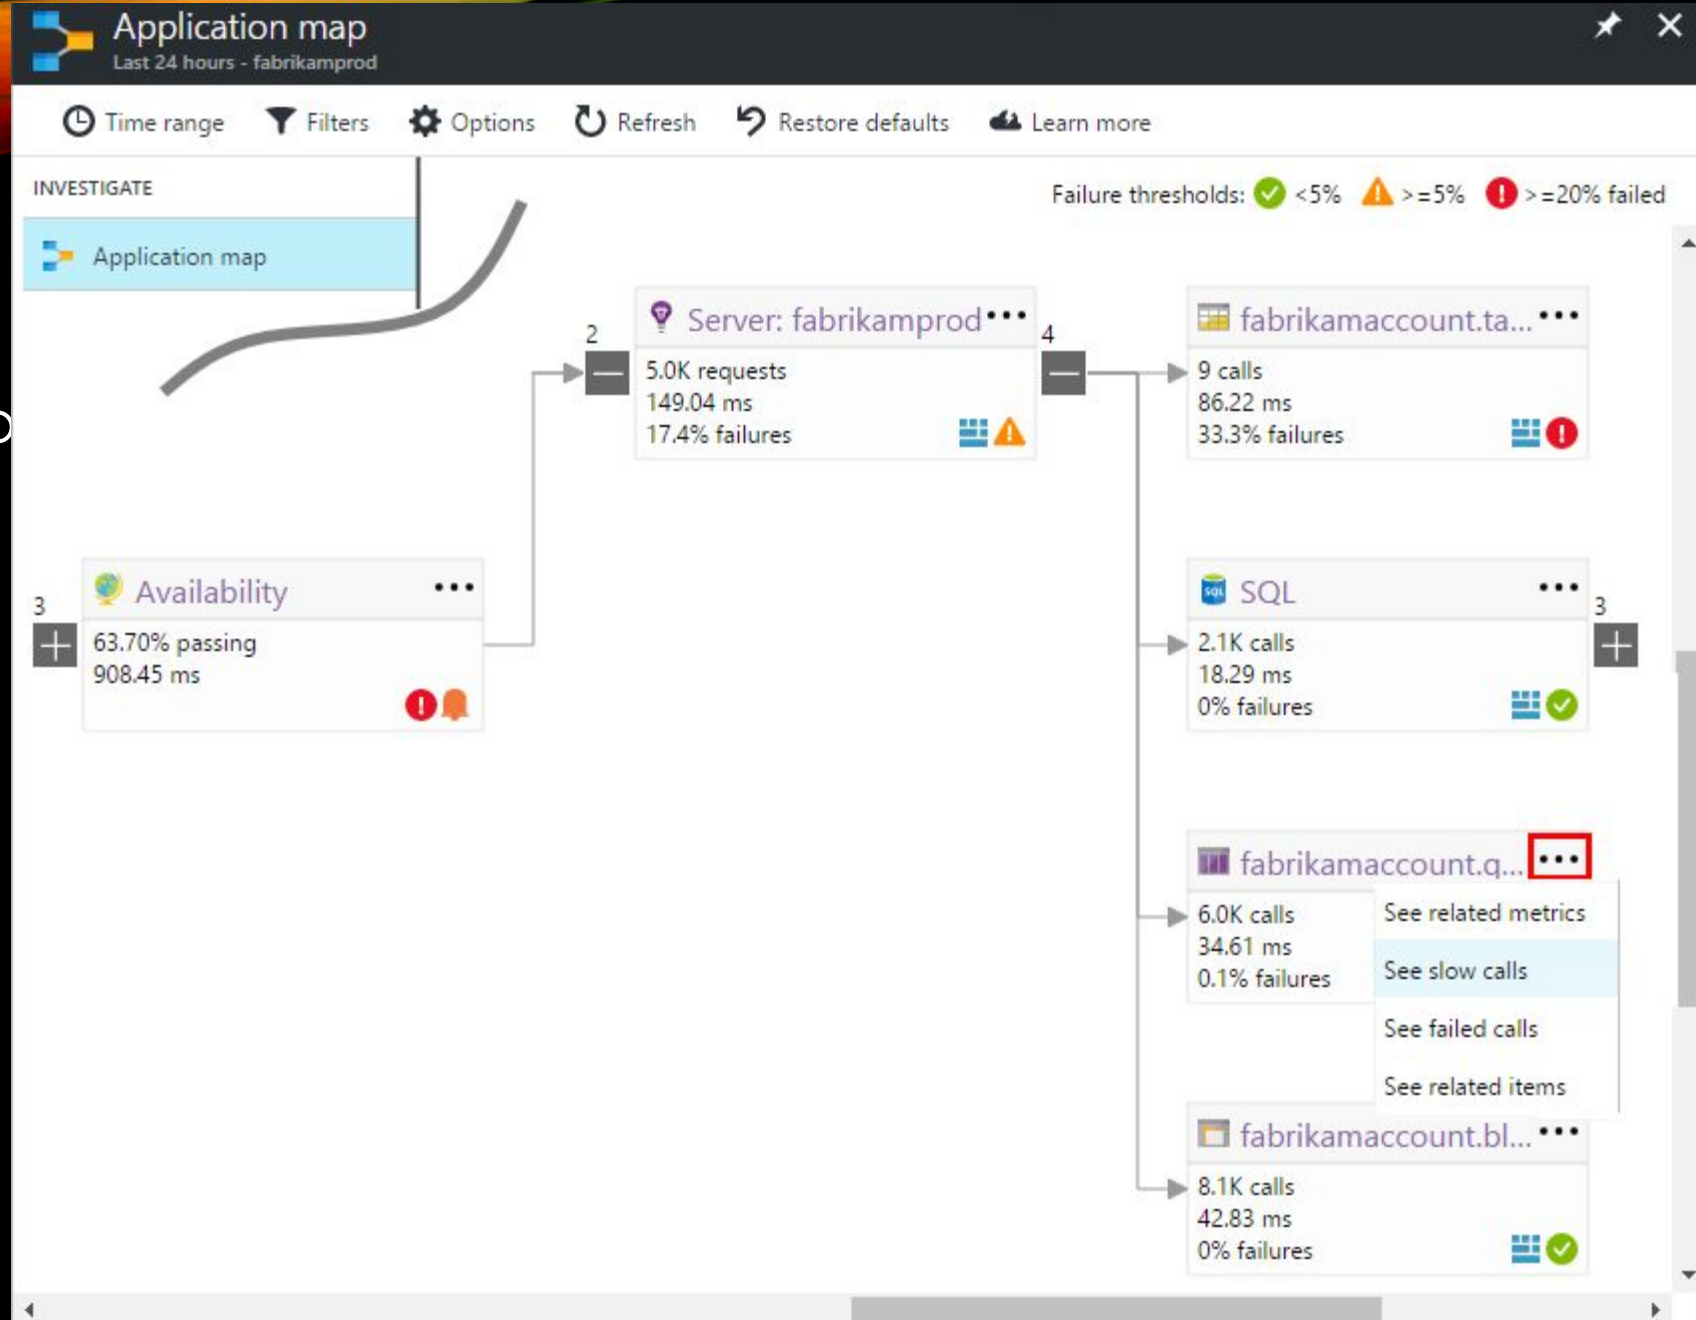 Application map
Last 24 hours - fabrikamprod
Time range
Filters
Options
Refresh
Restore defaults
Learn more
INVESTIGATE
Application map
Failure thresholds: <5% >=5% >=20% failed
2
Server: fabrikamprod
4
5.0K requests
149.04 ms
17.4% failures
fabrikamaccount.ta...
9 calls
86.22 ms
33.3% failures
3
Availability
63.70% passing
908.45 ms
SQL
3
2.1K calls
18.29 ms
0% failures
fabrikamaccount.q...
6.0K calls
34.61 ms
0.1% failures
See related metrics
See slow calls
See failed calls
See related items
fabrikamaccount.bl...
8.1K calls
42.83 ms
0% failures